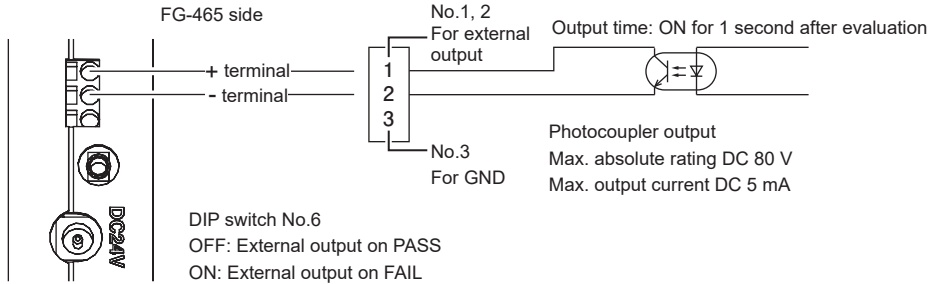 FG-465 side
No.1, 2
For external
output
Output time: ON for 1 second after evaluation
+ terminal
- terminal
1
2
3
No.3
For GND
Photocoupler output
Max. absolute rating DC 80 V
Max. output current DC 5 mA
DC24V
DIP switch No.6
OFF: External output on PASS
ON: External output on FAIL